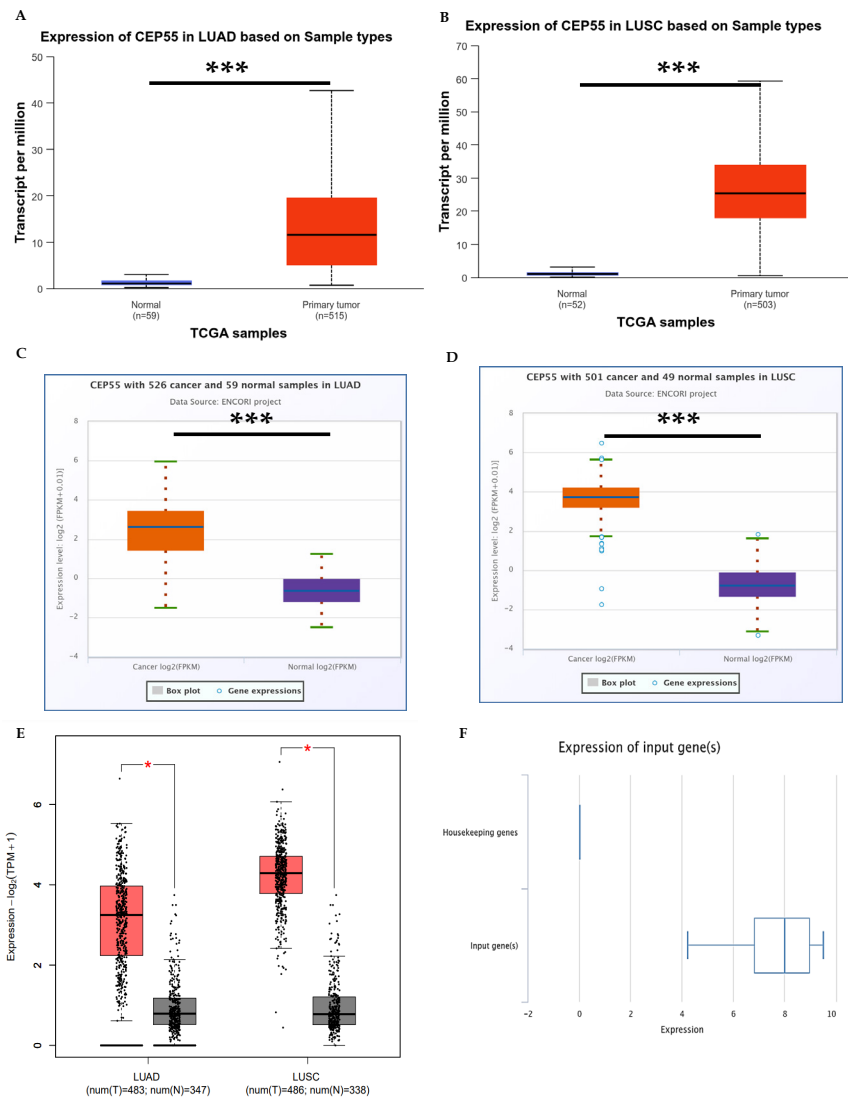 A
Expression of CEP55 in LUAD based on Sample types
***
Transcript per million
50
40
30
20
10
0
Normal
(n=59)
Primary tumor
(n=515)
TCGA samples
B
Expression of CEP55 in LUSC based on Sample types
***
Transcript per million
70
60
50
40
30
20
10
0
Normal
(n=52)
Primary tumor
(n=503)
TCGA samples
C
CEP55 with 526 cancer and 59 normal samples in LUAD
Data Source: ENCORI project
***
Expression level: log2 (FPKM+0.01)]
8
6
4
2
0
−2
−4
Cancer log2(FPKM)
Normal log2(FPKM)
Box plot
Gene expressions
D
CEP55 with 501 cancer and 49 normal samples in LUSC
Data Source: ENCORI project
***
Expression level: log2 (FPKM+0.01)]
8
6
4
2
0
−2
−4
Cancer log2(FPKM)
Normal log2(FPKM)
Box plot
Gene expressions
E
*
*
Expression − log2(TPM + 1)
6
4
2
0
LUAD
(num(T)=483; num(N)=347)
LUSC
(num(T)=486; num(N)=338)
F
Expression of input gene(s)
Housekeeping genes
Input gene(s)
−2
0
2
4
6
8
10
Expression